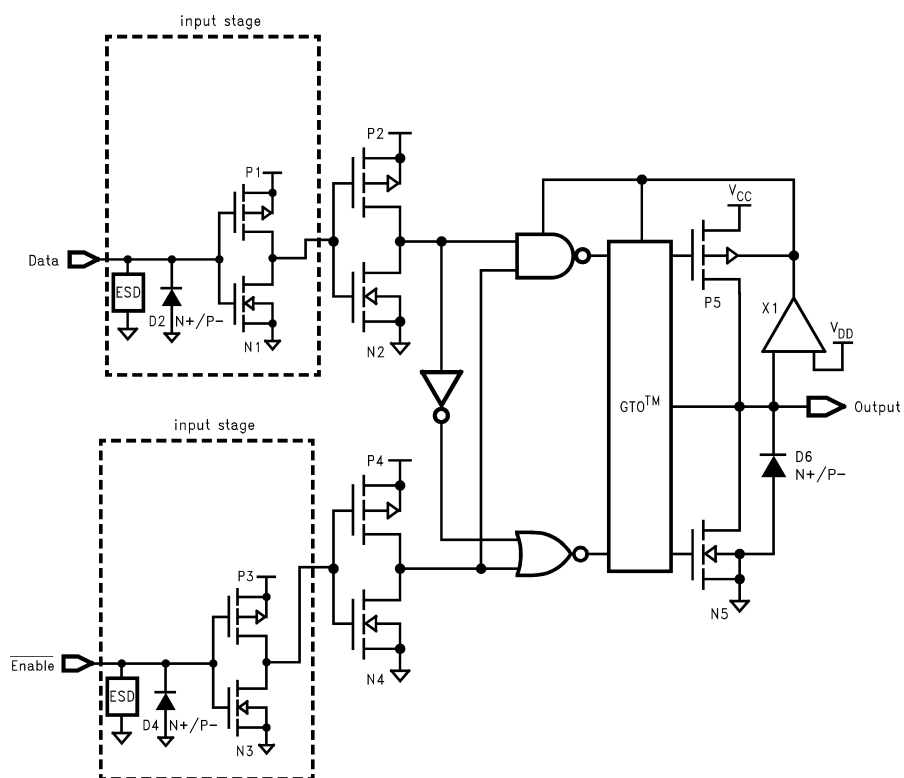 input stage
P2
P1
V_CC
Data
ESD
D2 N+/P-
N1
N2
P5
X1
V_DD
GTO™
Output
input stage
P4
D6
N+/P-
P3
N5
Enable
ESD
D4 N+/P-
N3
N4